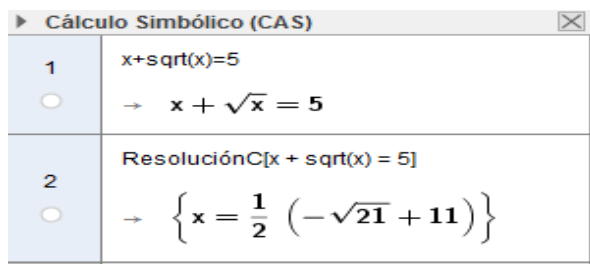 Cálculo Simbólico (CAS)
1
x+sqrt(x)=5
→ x + √x = 5
2
ResoluciónC[x + sqrt(x) = 5]
→ {x = 1/2 (−√21 + 11)}